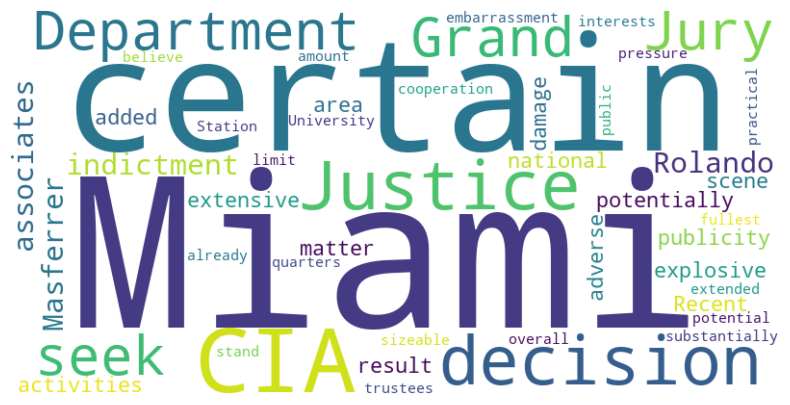 Department
embarrassment
interests
Grand
Jury
believe
amount
pressure
certain
cooperation
associates
added
area
damage
public
practical
Station
University
indictment
limit
national
Rolando
Justice
scene
Masferrer
extensive
potentially
Miami
adverse
fullest
matter
publicity
already
quarters
explosive
extended
Recent
potential
CIA
seek
stand
sizeable
overall
decision
substantially
result
activities
trustees